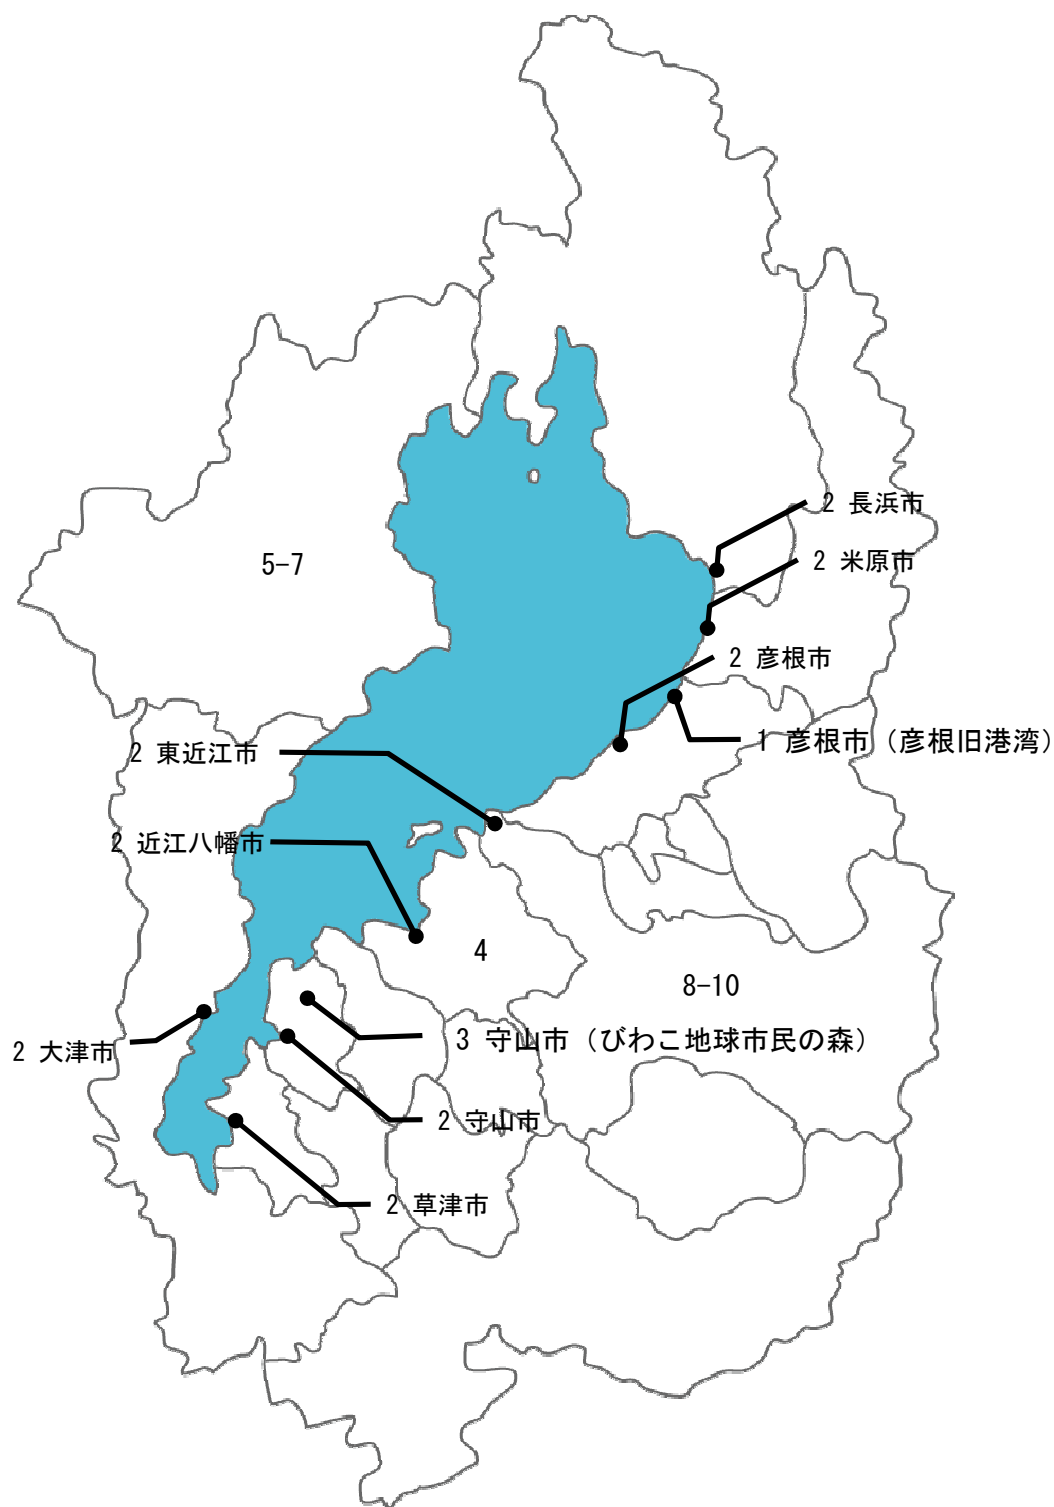 2 長浜市
2 米原市
5-7
2 彦根市
1 彦根市（彦根旧港湾）
2 東近江市
2 近江八幡市
4
8-10
3 守山市（びわこ地球市民の森）
2 大津市
2 守山市
2 草津市